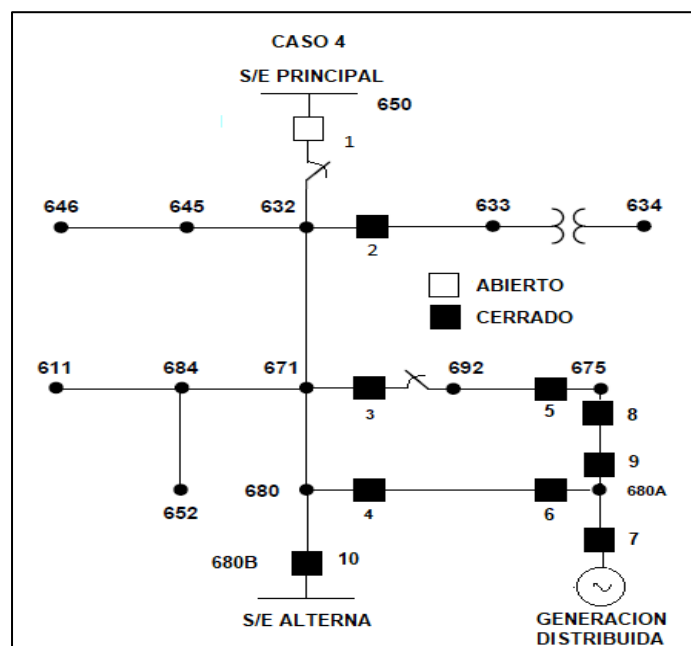 CASO 4
S/E PRINCIPAL
650
1
646 645 632 633 634
2
ABIERTO
CERRADO
611 684 671 692 675
3 5 8
9
652 680 4 6 680A
7
680B 10
S/E ALTERNA
GENERACION
DISTRIBUIDA